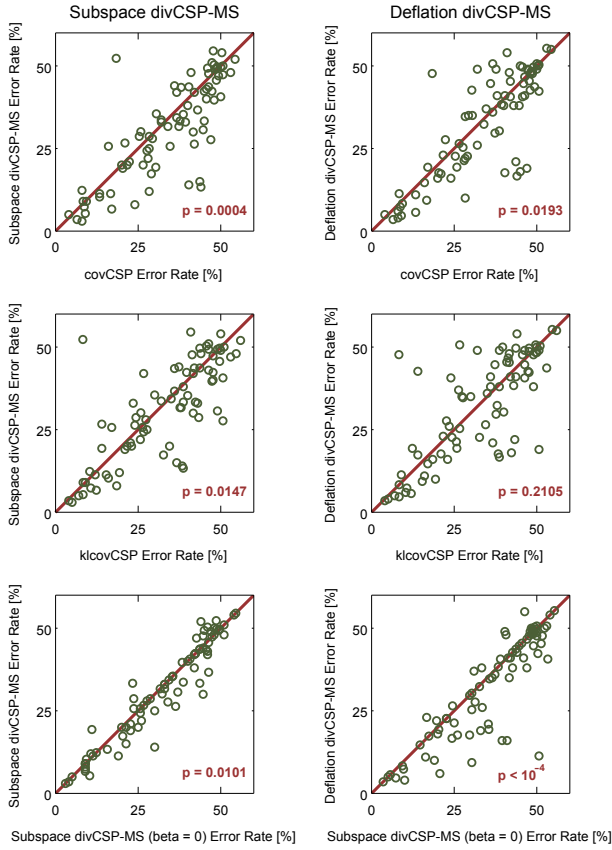 Subspace divCSP-MS
Deflation divCSP-MS
Subspace divCSP-MS Error Rate [%]
50
25
0
0
25
50
p = 0.0004
covCSP Error Rate [%]
Deflation divCSP-MS Error Rate [%]
50
25
0
0
25
50
p = 0.0193
covCSP Error Rate [%]
Subspace divCSP-MS Error Rate [%]
50
25
0
0
25
50
p = 0.0147
klcovCSP Error Rate [%]
Deflation divCSP-MS Error Rate [%]
50
25
0
0
25
50
p = 0.2105
klcovCSP Error Rate [%]
Subspace divCSP-MS Error Rate [%]
50
25
0
0
25
50
p = 0.0101
Subspace divCSP-MS (beta = 0) Error Rate [%]
Deflation divCSP-MS Error Rate [%]
50
25
0
0
25
50
p < 10⁻⁴
Subspace divCSP-MS (beta = 0) Error Rate [%]